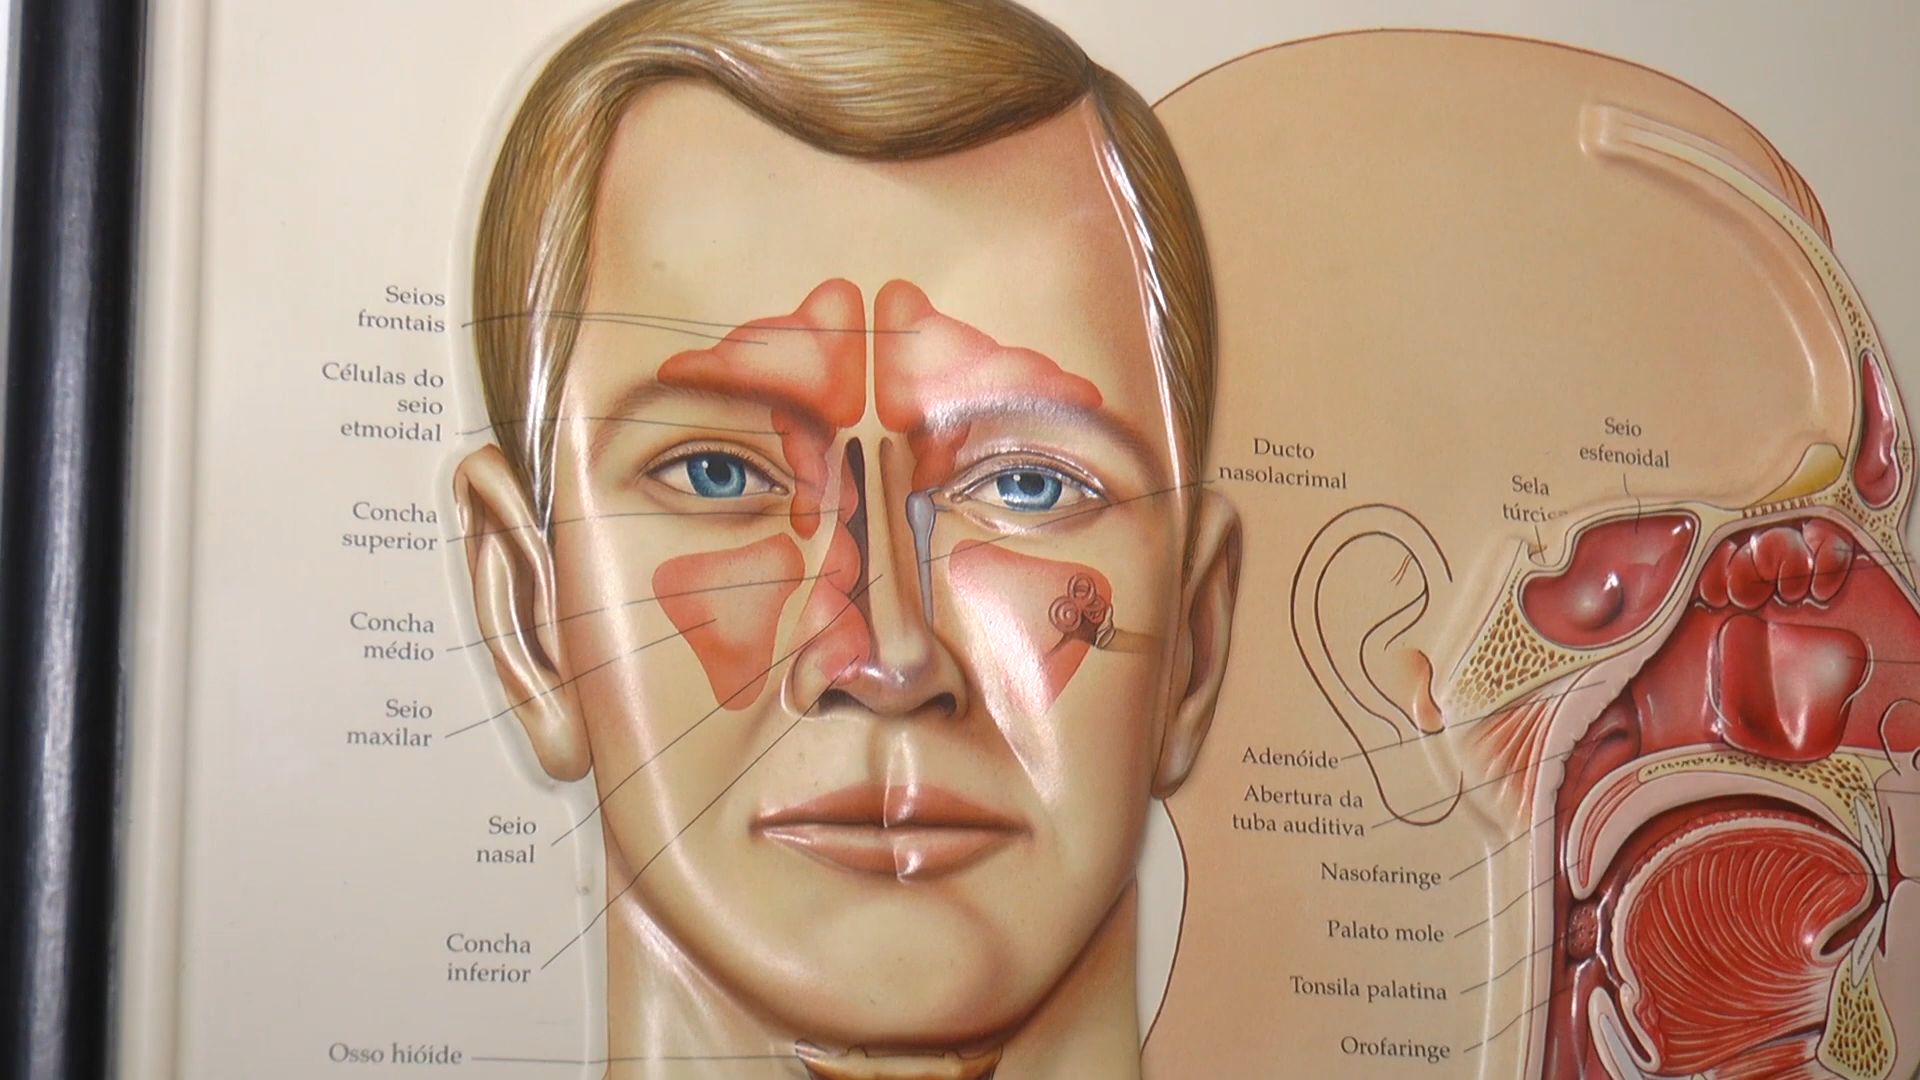 Seios
frontais
Células do
seio
etmoidal
Concha
superior
Concha
médio
Seio
maxilar
Seio
nasal
Concha
inferior
Osso hióide
Ducto
nasolacrimal
Seio
esfenoidal
Sela
túrcica
Adenóide
Abertura da
tuba auditiva
Nasofaringe
Palato mole
Tonsila palatina
Orofaringe